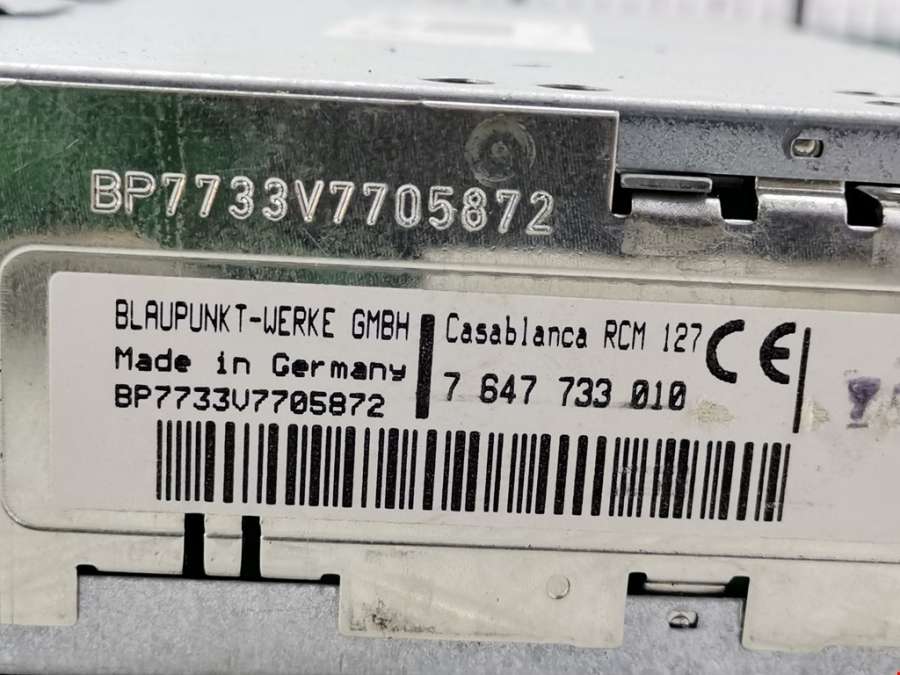 BP7733V7705872
BLAUPUNKT-WERKE GMBH
Made in Germany
BP7733V7705872
Casablanca RCM 127
7 647 733 010
CE